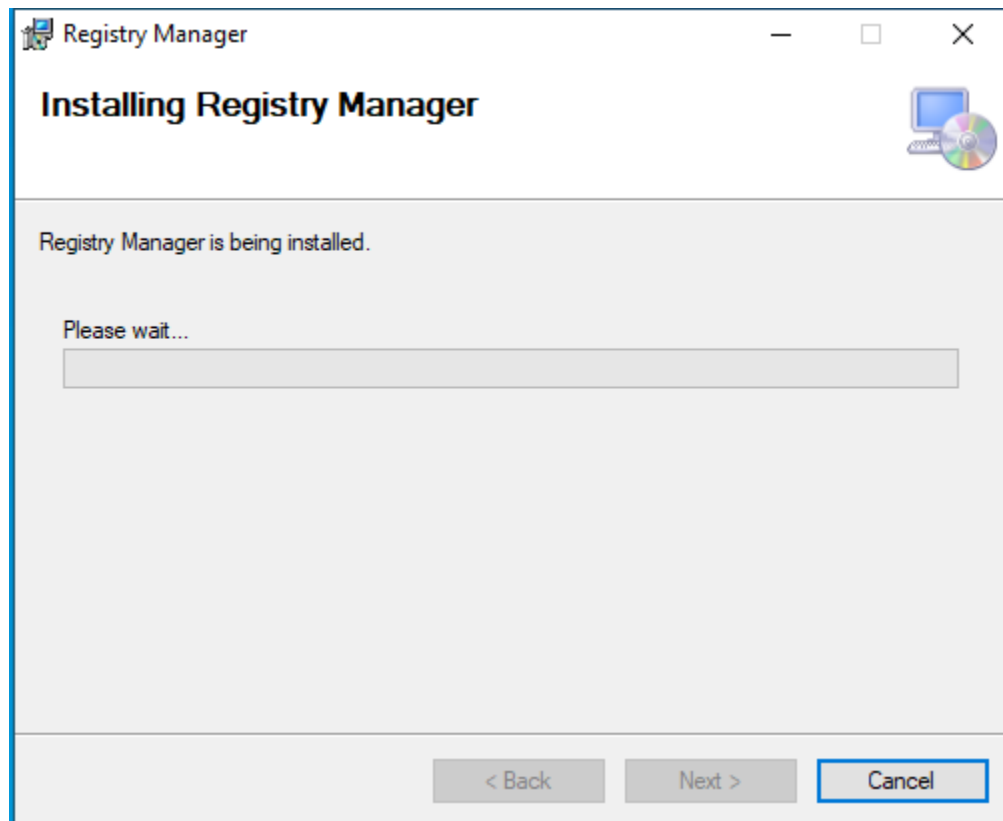 Registry Manager
Installing Registry Manager
Registry Manager is being installed.
Please wait...
< Back
Next >
Cancel